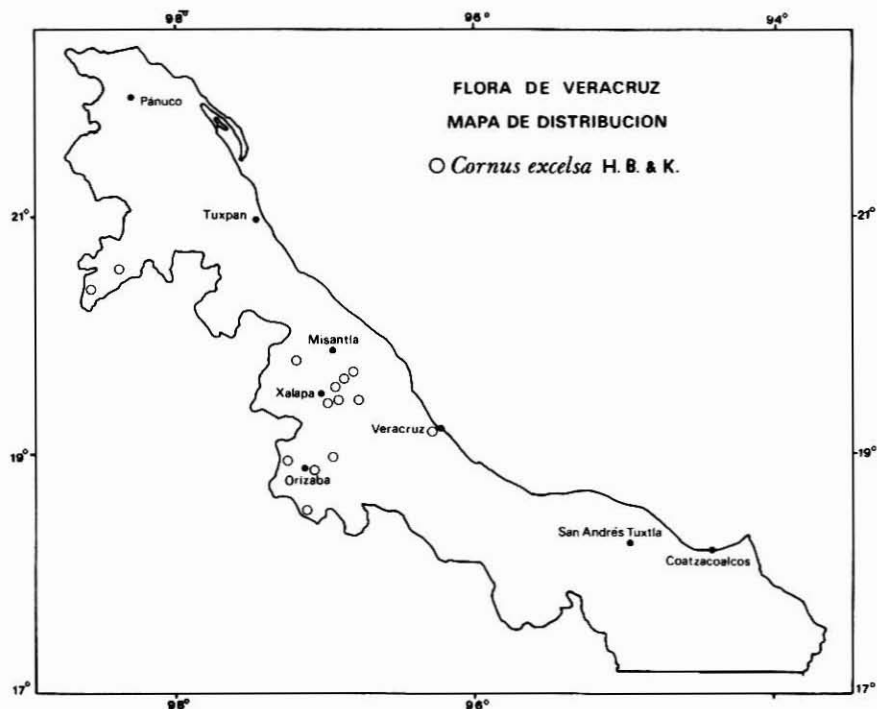 98° 96° 94°
FLORA DE VERACRUZ
MAPA DE DISTRIBUCION
Cornus excelsa H. B. & K.
Pánuco
21° Tuxpan 21°
Misantla
Xalapa
Veracruz
19° 19°
Orizaba
San Andrés Tuxtla
Coatzacoalcos
17° 17°
98° 96° 94°